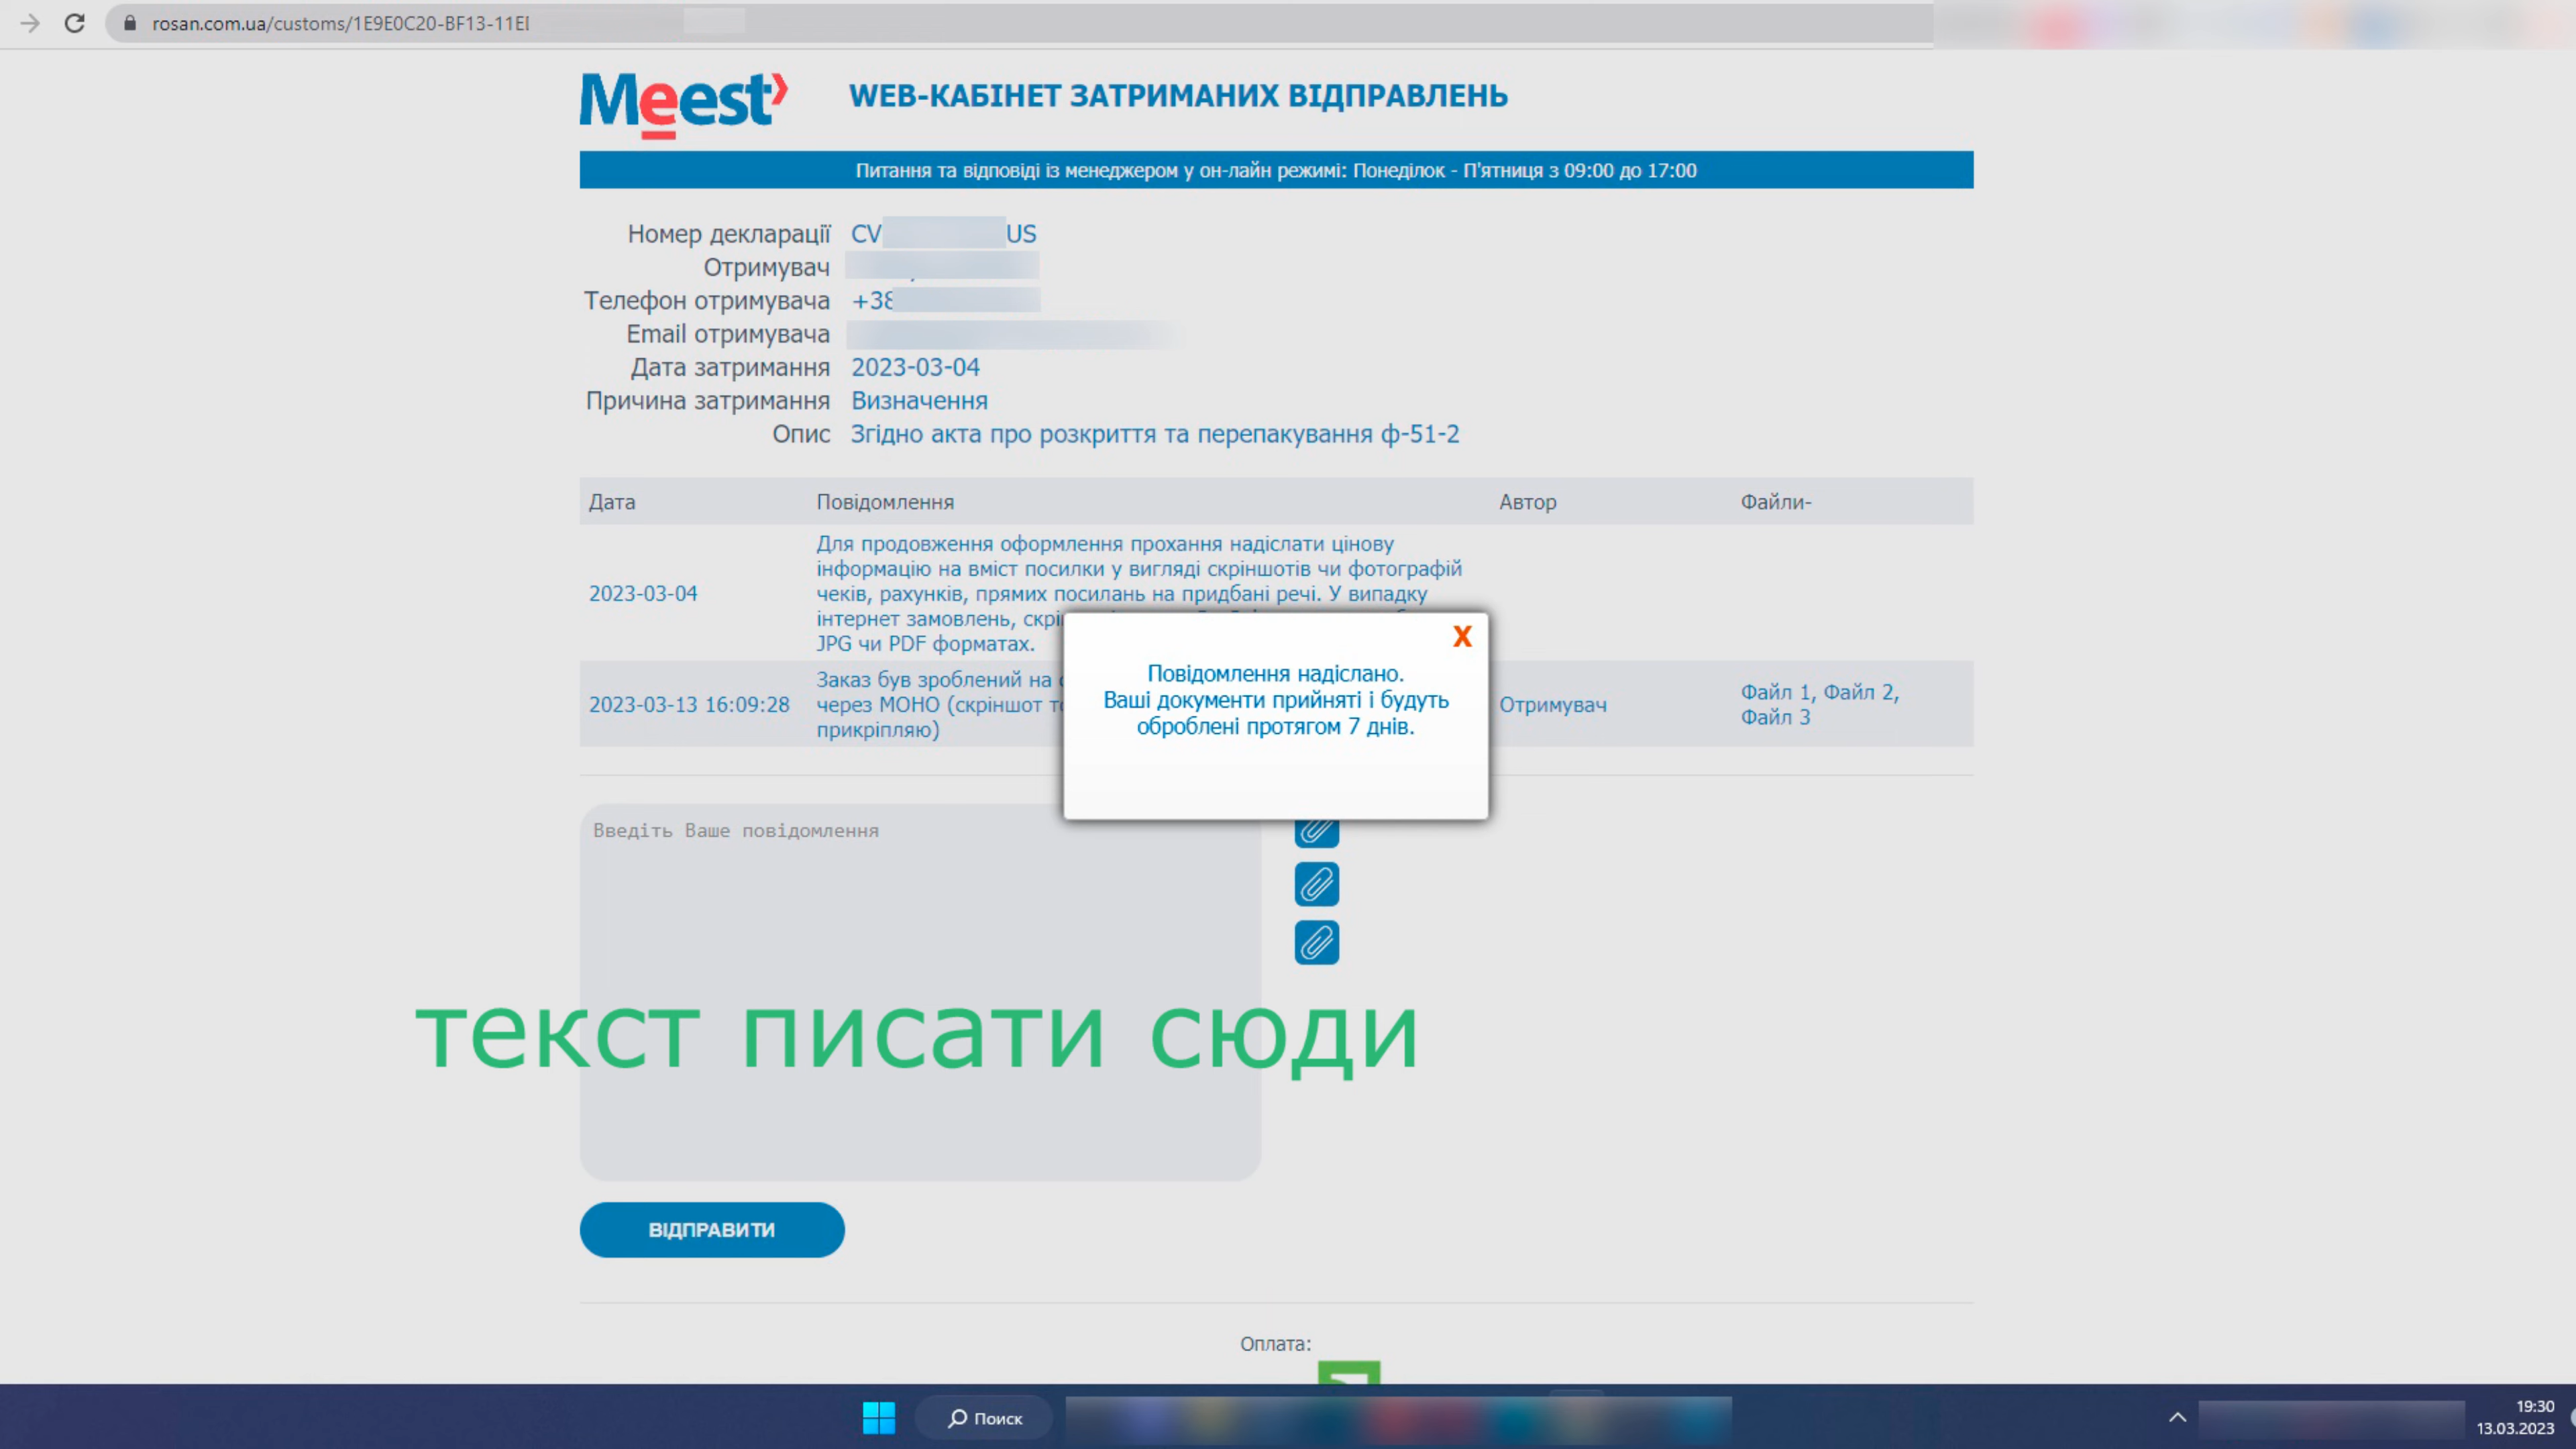 rosan.com.ua/customs/1E9E0C20-BF13-11E
Meest
WEB-КАБІНЕТ ЗАТРИМАНИХ ВІДПРАВЛЕНЬ
Питання та відповіді із менеджером у он-лайн режимі: Понеділок - П'ятниця з 09:00 до 17:00
Номер декларації CV US
Отримувач
Телефон отримувача +38
Email отримувача
Дата затримання 2023-03-04
Причина затримання Визначення
Опис Згідно акта про розкриття та перепакування ф-51-2
Дата Повідомлення Автор Файли-
Для продовження оформлення прохання надіслати цінову
інформацію на вміст посилки у вигляді скріншотів чи фотографій
2023-03-04 чеків, рахунків, прямих посилань на придбані речі. У випадку
інтернет замовлень,
JPG чи PDF форматах.
Заказ був зроблений на
2023-03-13 16:09:28 через МОНО (скріншот
прикріпляю)
Отримувач
Файл 1, Файл 2,
Файл 3
X
Повідомлення надіслано.
Ваші документи прийняті і будуть
оброблені протягом 7 днів.
Введіть Ваше повідомлення
текст писати сюди
ВІДПРАВИТИ
Оплата:
Поиск
19:30
13.03.2023